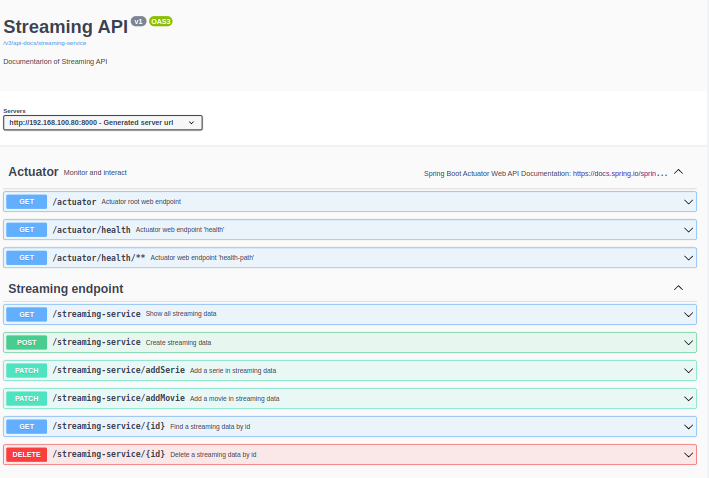 Streaming API v1 OAS3
/v3/api-docs/streaming-service
Documentarion of Streaming API
Servers
http://192.168.100.80:8000 - Generated server url
Actuator Monitor and interact Spring Boot Actuator Web API Documentation: https://docs.spring.io/sprin...
GET /actuator Actuator root web endpoint
GET /actuator/health Actuator web endpoint 'health'
GET /actuator/health/** Actuator web endpoint 'health-path'
Streaming endpoint
GET /streaming-service Show all streaming data
POST /streaming-service Create streaming data
PATCH /streaming-service/addSerie Add a serie in streaming data
PATCH /streaming-service/addMovie Add a movie in streaming data
GET /streaming-service/{id} Find a streaming data by id
DELETE /streaming-service/{id} Delete a streaming data by id